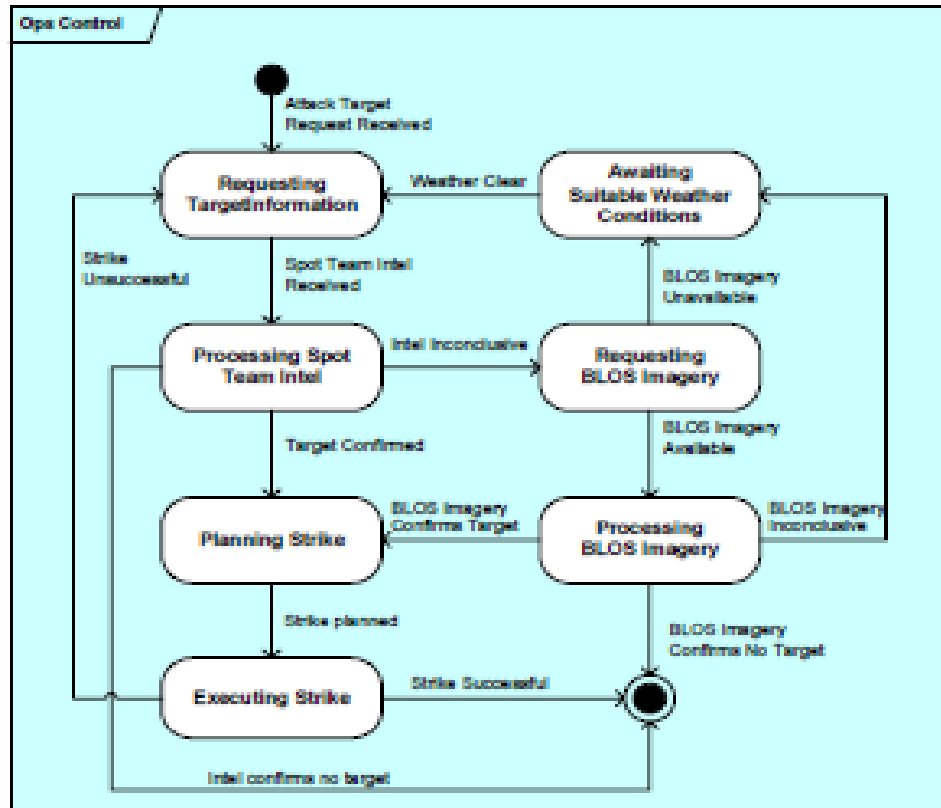 Ops Control
Attack Target
Request Received
Requesting
TargetInformation
Weather Clear
Awaiting
Suitable Weather
Conditions
Strike
Unsuccessful
Spot Team Intel
Received
BLOS Imagery
Unavailable
Processing Spot
Team Intel
Intel Inconclusive
Requesting
BLOS Imagery
Target Confirmed
BLOS Imagery
Available
Planning Strike
BLOS Imagery
Confirms Target
Processing
BLOS Imagery
BLOS Imagery
Inconclusive
Strike planned
BLOS Imagery
Confirms No Target
Executing Strike
Strike Successful
Intel confirms no target